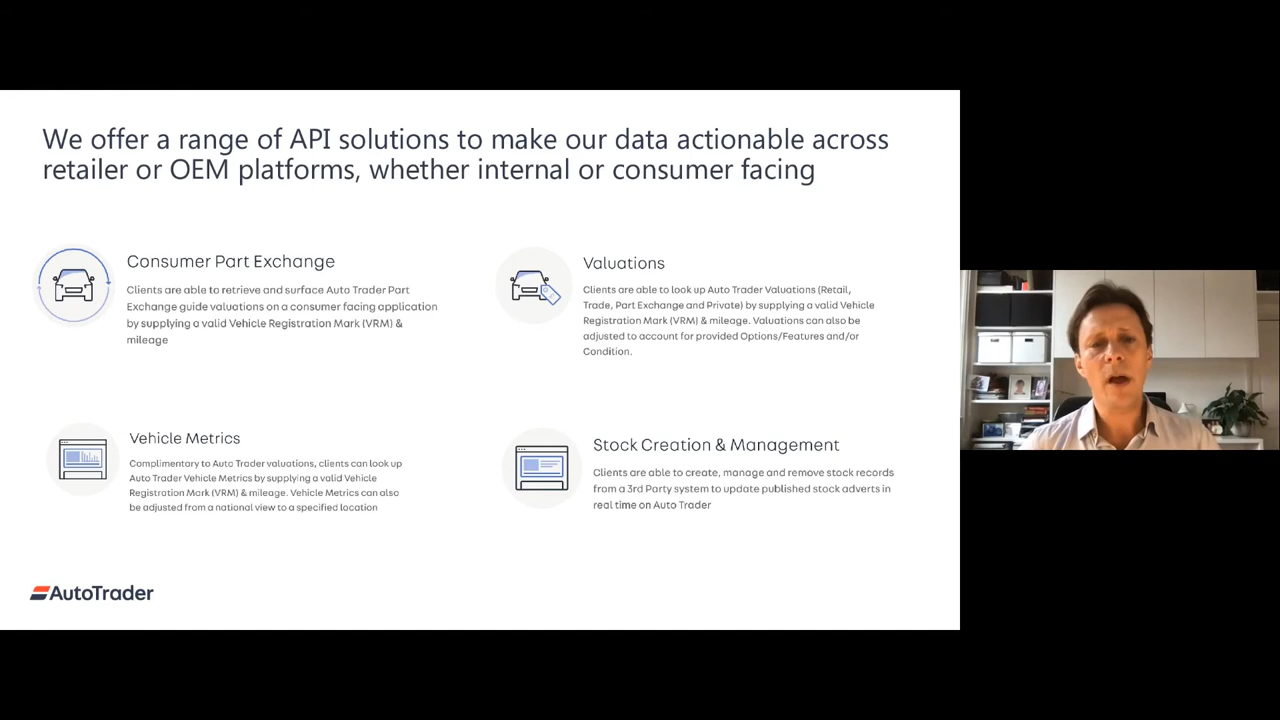 We offer a range of API solutions to make our data actionable across
retailer or OEM platforms, whether internal or consumer facing
Consumer Part Exchange
Clients are able to retrieve and surface Auto Trader Part
Exchange guide valuations on a consumer facing application
by supplying a valid Vehicle Registration Mark (VRM) &
mileage
Valuations
Clients are able to look up Auto Trader Valuations (Retail,
Trade, Part Exchange and Private) by supplying a valid Vehicle
Registration Mark (VRM) & mileage. Valuations can also be
adjusted to account for provided Options/Features and/or
Condition.
Vehicle Metrics
Complimentary to Auto Trader valuations, clients can look up
Auto Trader Vehicle Metrics by supplying a valid Vehicle
Registration Mark (VRM) & mileage. Vehicle Metrics can also
be adjusted from a national view to a specified location
Stock Creation & Management
Clients are able to create, manage and remove stock records
from a 3rd Party system to update published stock adverts in
real time on Auto Trader
AutoTrader